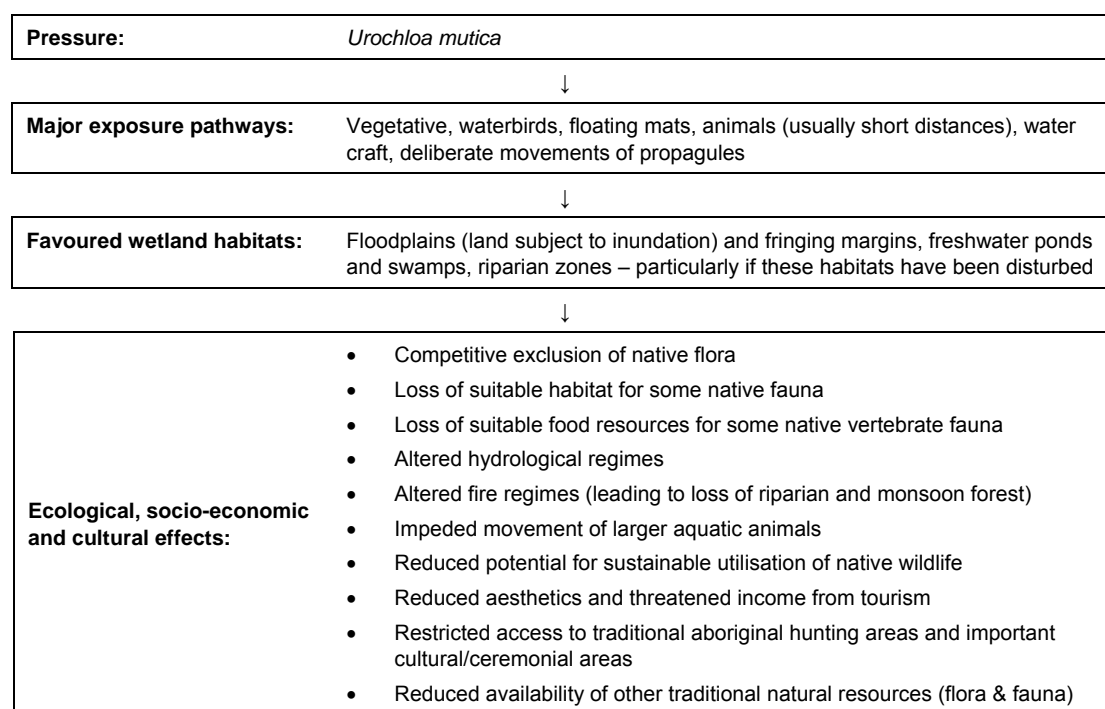 Pressure: Urochloa mutica
↓
Major exposure pathways: Vegetative, waterbirds, floating mats, animals (usually short distances), water
craft, deliberate movements of propagules
↓
Favoured wetland habitats: Floodplains (land subject to inundation) and fringing margins, freshwater ponds
and swamps, riparian zones – particularly if these habitats have been disturbed
↓
Ecological, socio-economic
and cultural effects:
• Competitive exclusion of native flora
• Loss of suitable habitat for some native fauna
• Loss of suitable food resources for some native vertebrate fauna
• Altered hydrological regimes
• Altered fire regimes (leading to loss of riparian and monsoon forest)
• Impeded movement of larger aquatic animals
• Reduced potential for sustainable utilisation of native wildlife
• Reduced aesthetics and threatened income from tourism
• Restricted access to traditional aboriginal hunting areas and important
cultural/ceremonial areas
• Reduced availability of other traditional natural resources (flora & fauna)